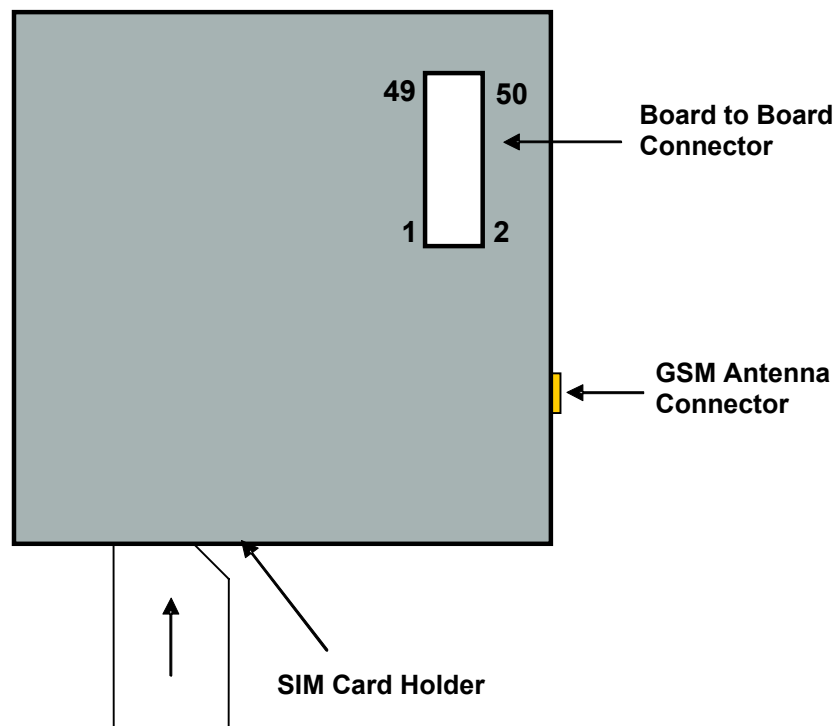 49 50
Board to Board
Connector
1 2
GSM Antenna
Connector
SIM Card Holder